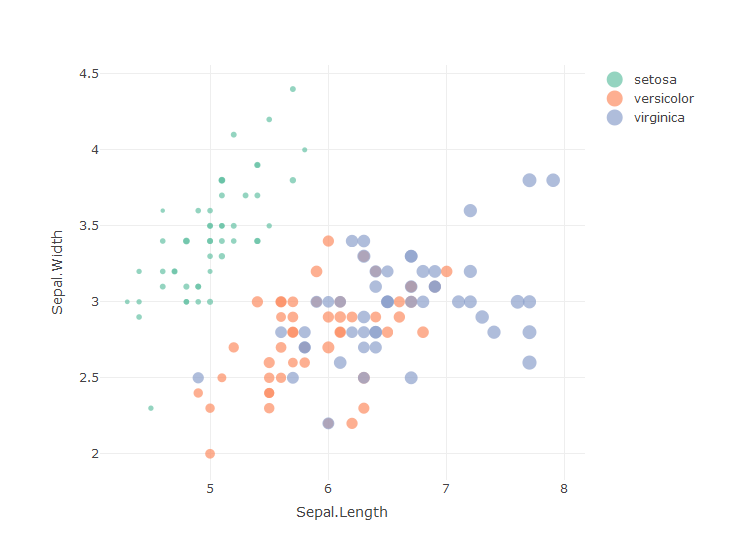 4.5
4
3.5
3
2.5
2
Sepal.Width
5 6 7 8
Sepal.Length
setosa
versicolor
virginica